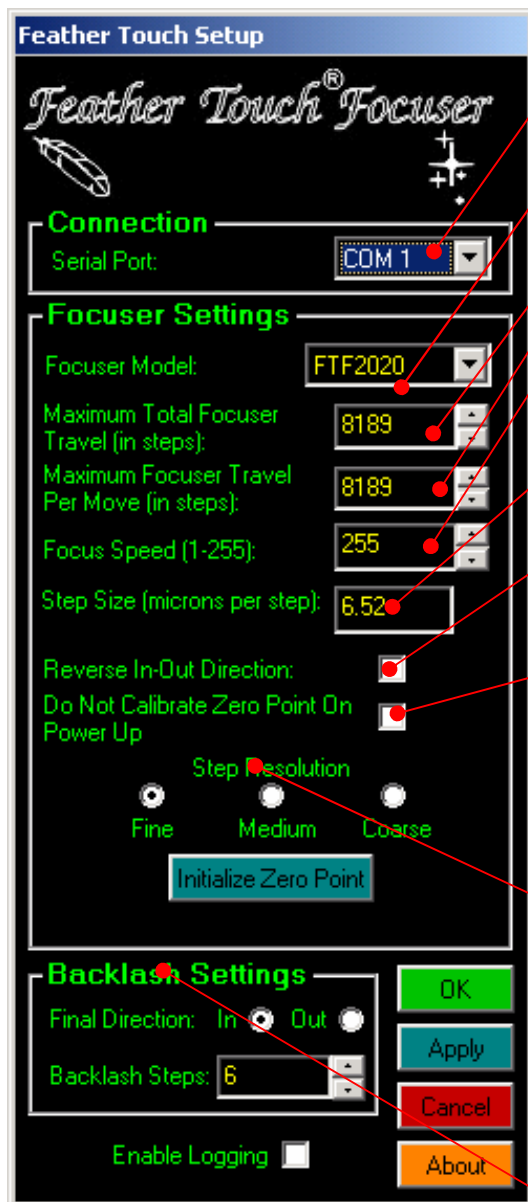 Feather Touch Setup
Feather Touch® Focuser
Connection
Serial Port: COM 1
Focuser Settings
Focuser Model: FTF2020
Maximum Total Focuser
Travel (in steps): 8189
Maximum Focuser Travel
Per Move (in steps): 8189
Focus Speed (1-255): 255
Step Size (microns per step): 6.52
Reverse In-Out Direction:
Do Not Calibrate Zero Point On
Power Up
Step Resolution
Fine Medium Coarse
Initialize Zero Point
Backlash Settings
Final Direction: In Out
Backlash Steps: 6
Enable Logging
OK
Apply
Cancel
About